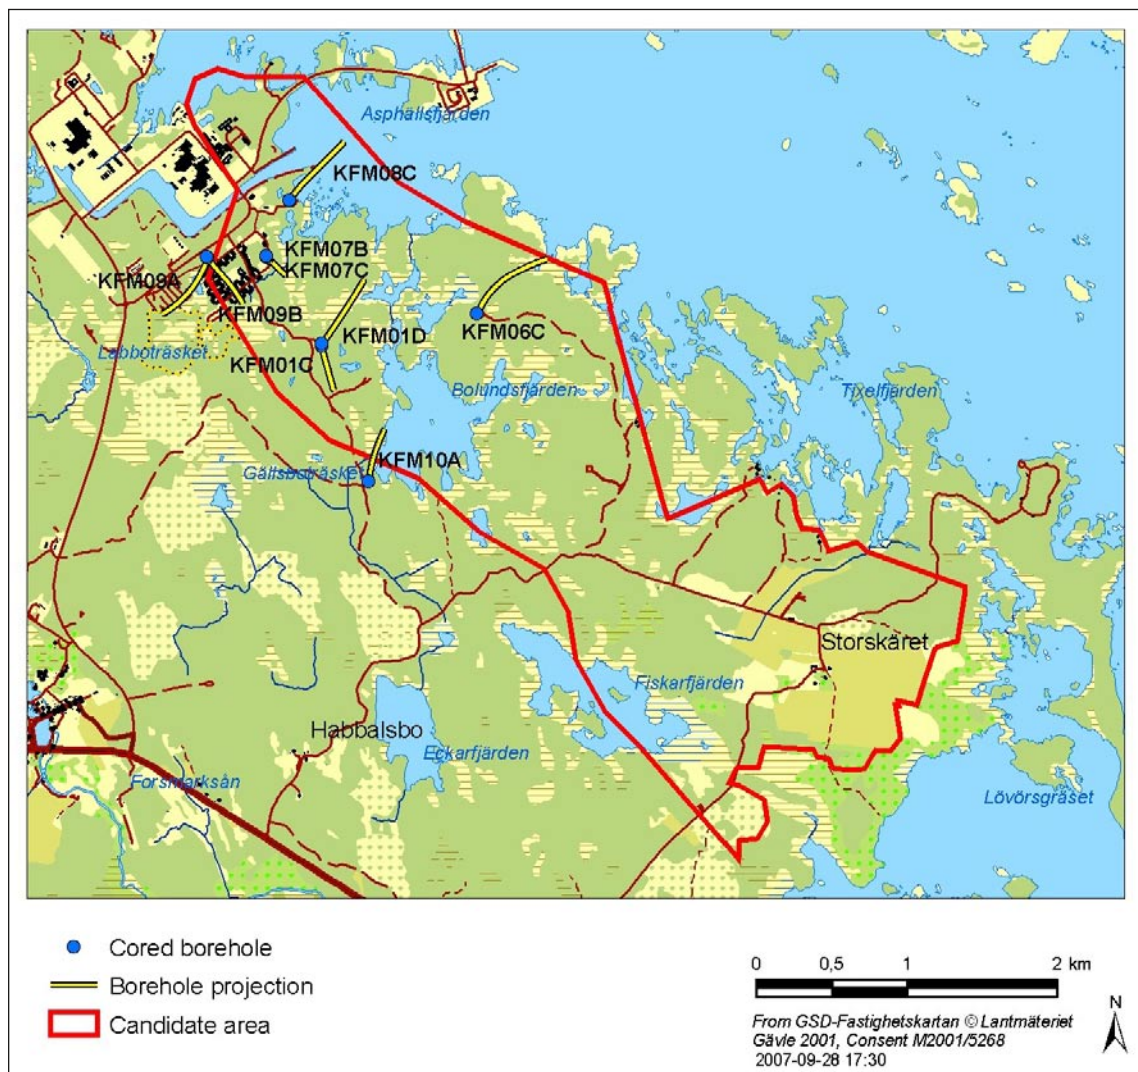 Asphällsfjärden
KFM08C
KFM07B
KFM07C
KFM09A
KFM09B
KFM06C
KFM01D
Labboträsket
KFM01C
Bolundsfjärden
Tixelfjärden
KFM10A
Gällsboträsket
Storskäret
Fiskarfjärden
Habbalsbo
Eckarfjärden
Forsmarksån
Lövörsgräset
Cored borehole
Borehole projection
Candidate area
0 0,5 1 2 km
N
From GSD-Fastighetskartan © Lantmäteriet
Gävle 2001, Consent M2001/5268
2007-09-28 17:30